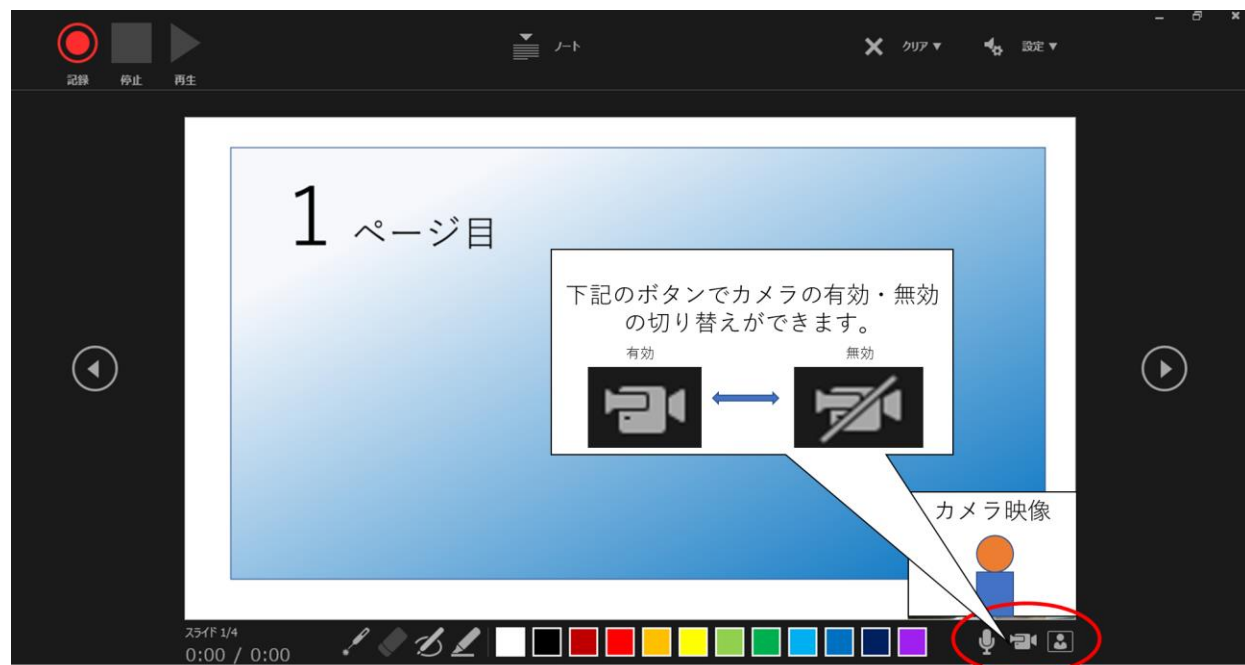 記録 停止 再生
ノート
クリア▼
設定▼
1 ページ目
下記のボタンでカメラの有効・無効
の切り替えができます。
有効
無効
カメラ映像
スライド 1/4
0:00 / 0:00